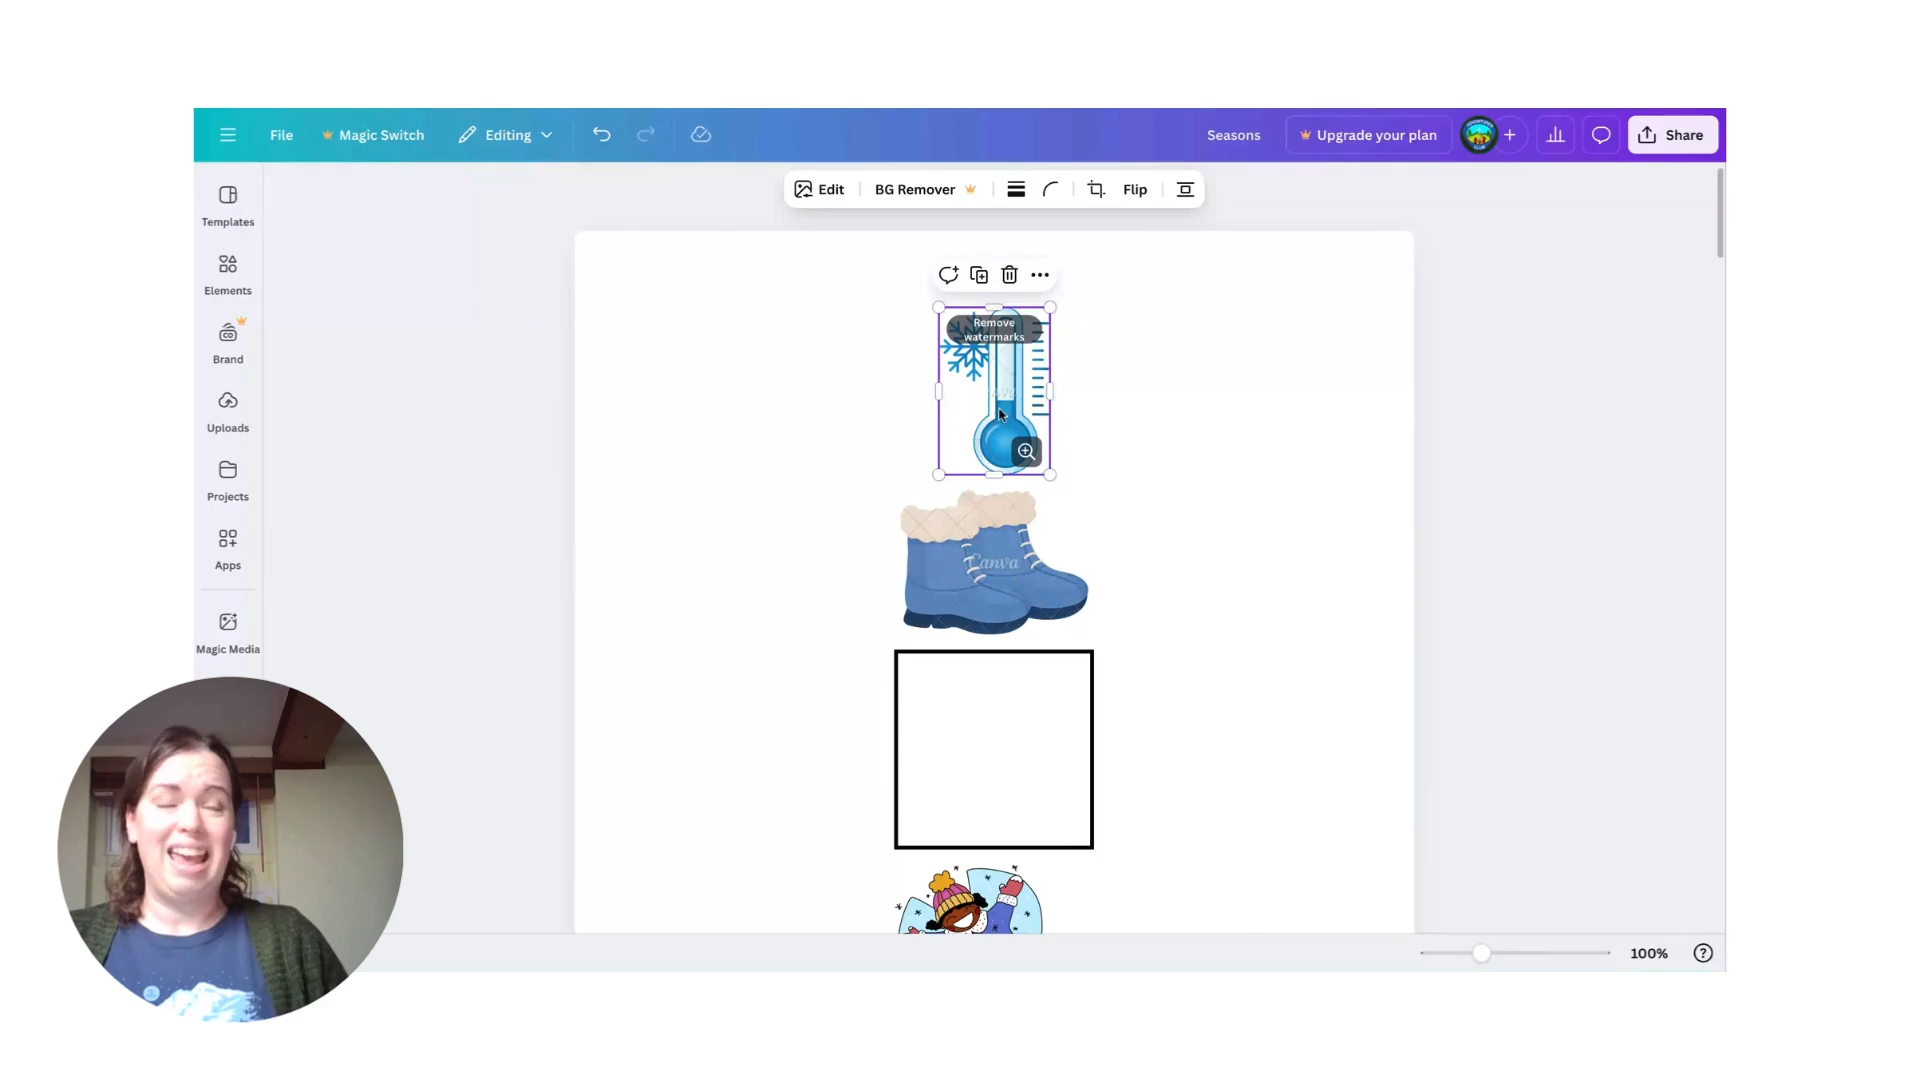 File
Magic Switch
Editing
Seasons
Upgrade your plan
Share
Edit
BG Remover
Flip
Templates
Elements
Brand
Uploads
Projects
Apps
Magic Media
Remove
watermarks
Canva
100%